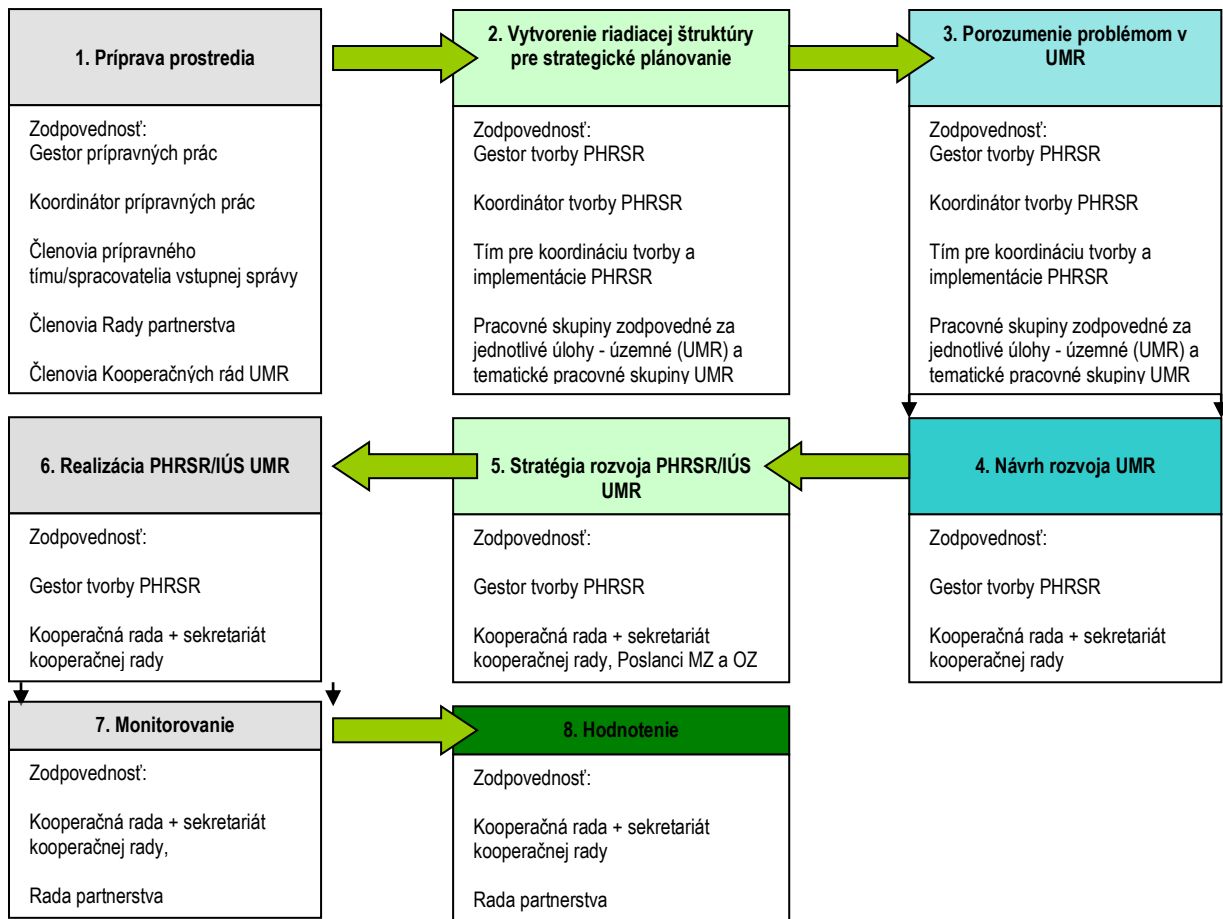 1. Príprava prostredia
Zodpovednosť:
Gestor prípravných prác
Koordinátor prípravných prác
Členovia prípravného
tímu/spracovatelia vstupnej správy
Členovia Rady partnerstva
Členovia Kooperačných rád UMR
2. Vytvorenie riadiacej štruktúry
pre strategické plánovanie
Zodpovednosť:
Gestor tvorby PHRSR
Koordinátor tvorby PHRSR
Tím pre koordináciu tvorby a
implementácie PHRSR
Pracovné skupiny zodpovedné za
jednotlivé úlohy - územné (UMR) a
tematické pracovné skupiny UMR
3. Porozumenie problémom v
UMR
Zodpovednosť:
Gestor tvorby PHRSR
Koordinátor tvorby PHRSR
Tím pre koordináciu tvorby a
implementácie PHRSR
Pracovné skupiny zodpovedné za
jednotlivé úlohy - územné (UMR) a
tematické pracovné skupiny UMR
4. Návrh rozvoja UMR
Zodpovednosť:
Gestor tvorby PHRSR
Kooperačná rada + sekretariát
kooperačnej rady
5. Stratégia rozvoja PHRSR/IÚS
UMR
Zodpovednosť:
Gestor tvorby PHRSR
Kooperačná rada + sekretariát
kooperačnej rady, Poslanci MZ a OZ
6. Realizácia PHRSR/IÚS UMR
Zodpovednosť:
Gestor tvorby PHRSR
Kooperačná rada + sekretariát
kooperačnej rady
7. Monitorovanie
Zodpovednosť:
Kooperačná rada + sekretariát
kooperačnej rady,
Rada partnerstva
8. Hodnotenie
Zodpovednosť:
Kooperačná rada + sekretariát
kooperačnej rady
Rada partnerstva